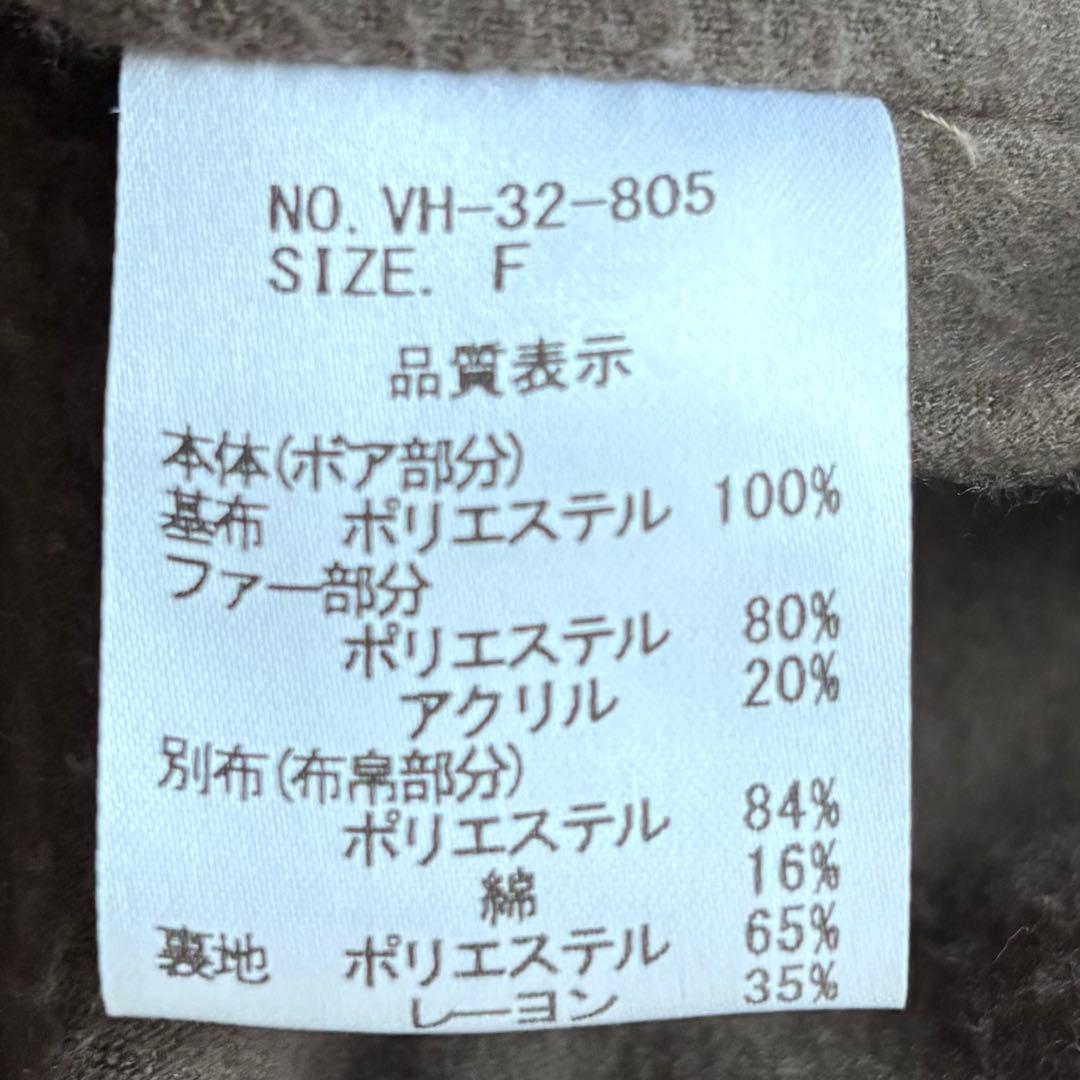 NO. VH-32-805
SIZE. F
品質表示
本体(ボア部分)
基布 ポリエステル 100%
ファー部分
ポリエステル 80%
アクリル 20%
別布(布帛部分)
ポリエステル 84%
綿 16%
裏地 ポリエステル 65%
レーヨン 35%